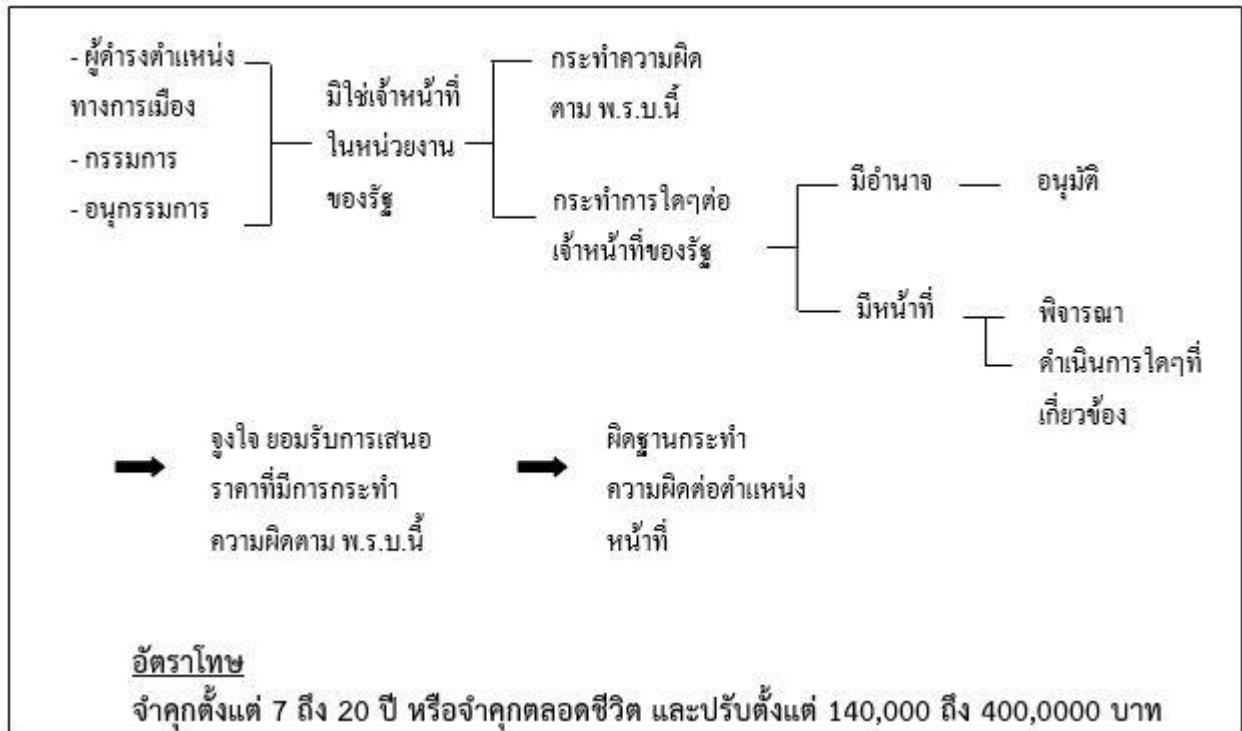 - ผู้ดำรงตำแหน่ง
ทางการเมือง
- กรรมการ
- อนุกรรมการ
มิใช่เจ้าหน้าที่
ในหน่วยงาน
ของรัฐ
กระทำความผิด
ตาม พ.ร.บ.นี้
กระทำการใดๆต่อ
เจ้าหน้าที่ของรัฐ
มีอำนาจ
อนุมัติ
มีหน้าที่
พิจารณา
ดำเนินการใดๆที่
เกี่ยวข้อง
จูงใจ ยอมรับการเสนอ
ราคาที่มีการกระทำ
ความผิดตาม พ.ร.บ.นี้
ผิดฐานกระทำ
ความผิดต่อตำแหน่ง
หน้าที่
อัตราโทษ
จำคุกตั้งแต่ 7 ถึง 20 ปี หรือจำคุกตลอดชีวิต และปรับตั้งแต่ 140,000 ถึง 400,0000 บาท